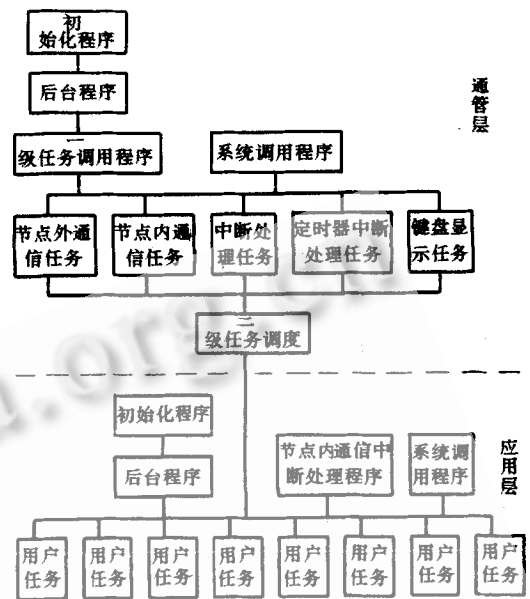 初
始化程序
后台程序
一
级任务调用程序
系统调用程序
通管层
节点外通
信任务
节点内通
信任务
中断处
理任务
定时器中断
处理任务
键盘显
示任务
二
级任务调度
初始化程序
后台程序
节点内通信中
断处理程序
系统调
用程序
应用层
用户
任务
用户
任务
用户
任务
用户
任务
用户
任务
用户
任务
用户
任务
用户
任务